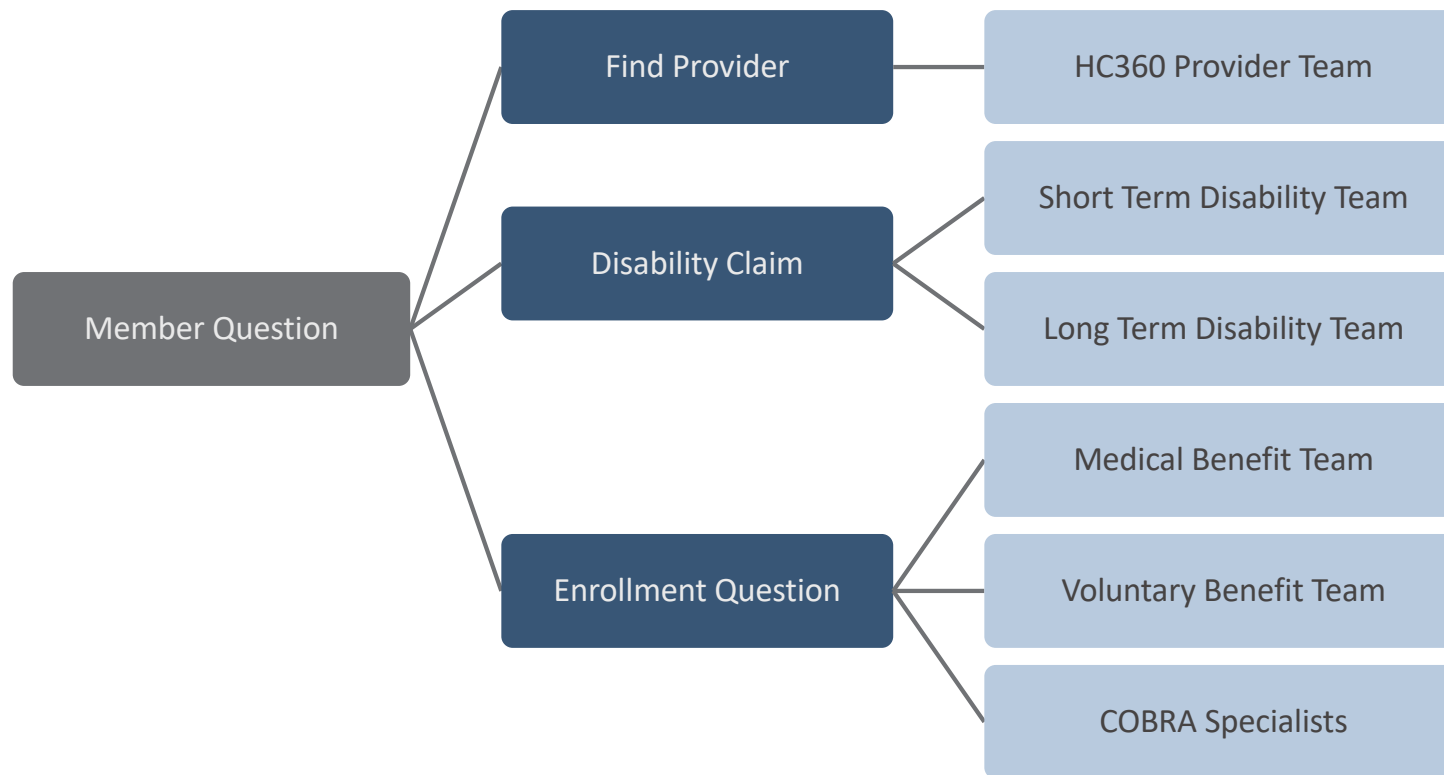 Member Question
Find Provider
HC360 Provider Team
Disability Claim
Short Term Disability Team
Long Term Disability Team
Enrollment Question
Medical Benefit Team
Voluntary Benefit Team
COBRA Specialists